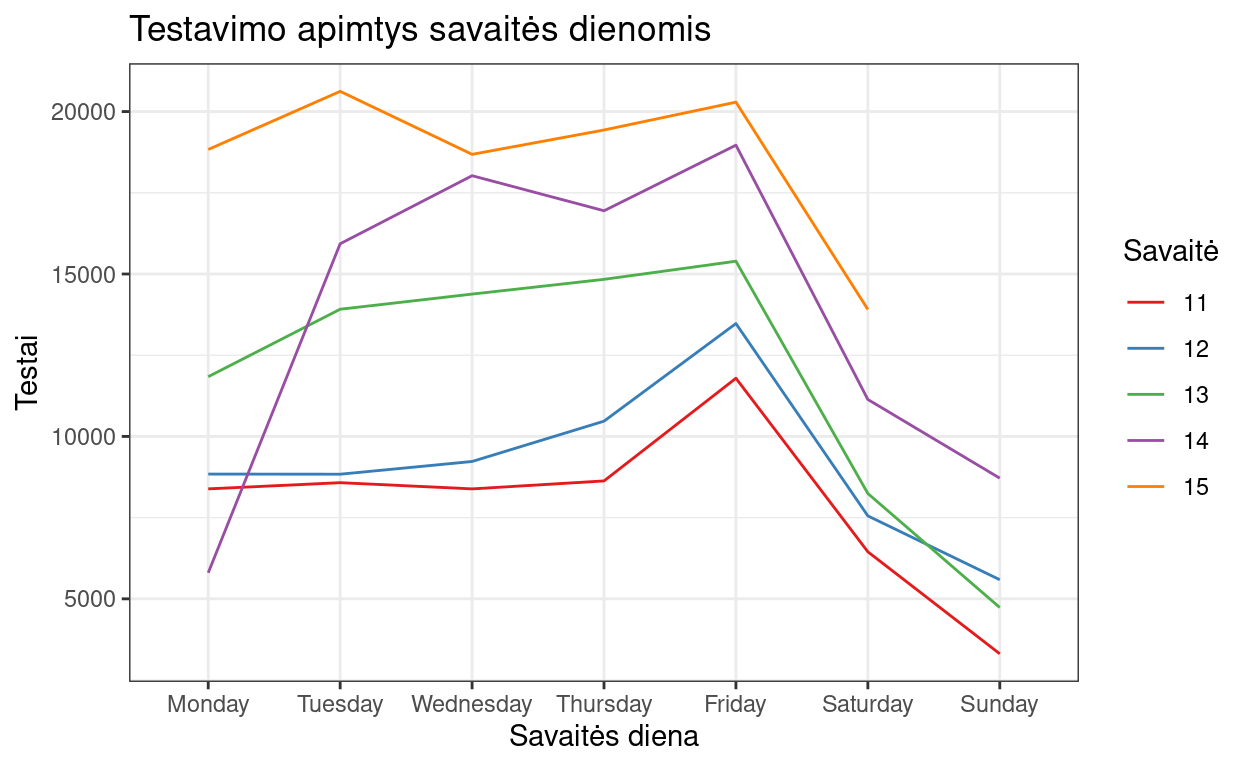 Testavimo apimtys savaitės dienomis
Testai
20000
15000
10000
5000
Monday Tuesday Wednesday Thursday Friday Saturday Sunday
Savaitės diena
Savaitė
11
12
13
14
15